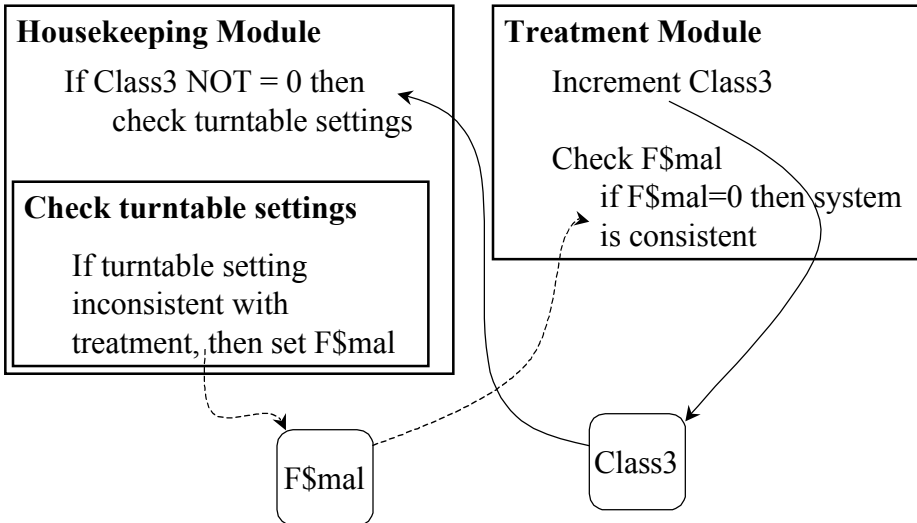 Housekeeping Module
If Class3 NOT = 0 then
check turntable settings
Check turntable settings
If turntable setting
inconsistent with
treatment, then set F$mal
Treatment Module
Increment Class3
Check F$mal
if F$mal=0 then system
is consistent
F$mal
Class3